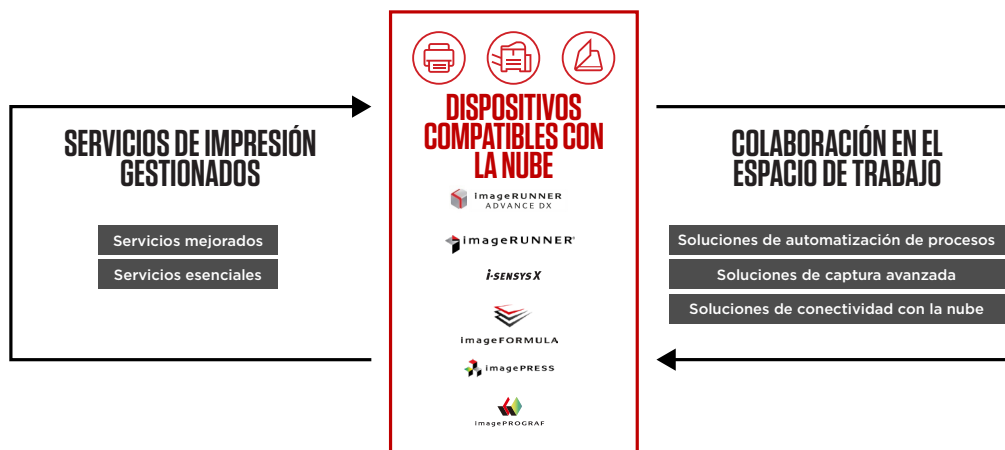 SERVICIOS DE IMPRESIÓN
GESTIONADOS
Servicios mejorados
Servicios esenciales
DISPOSITIVOS
COMPATIBLES CON
LA NUBE
imageRUNNER
ADVANCE DX
imageRUNNER®
i-SENSYS X
imageFORMULA
imagePRESS
imagePROGRAF
COLABORACIÓN EN EL
ESPACIO DE TRABAJO
Soluciones de automatización de procesos
Soluciones de captura avanzada
Soluciones de conectividad con la nube